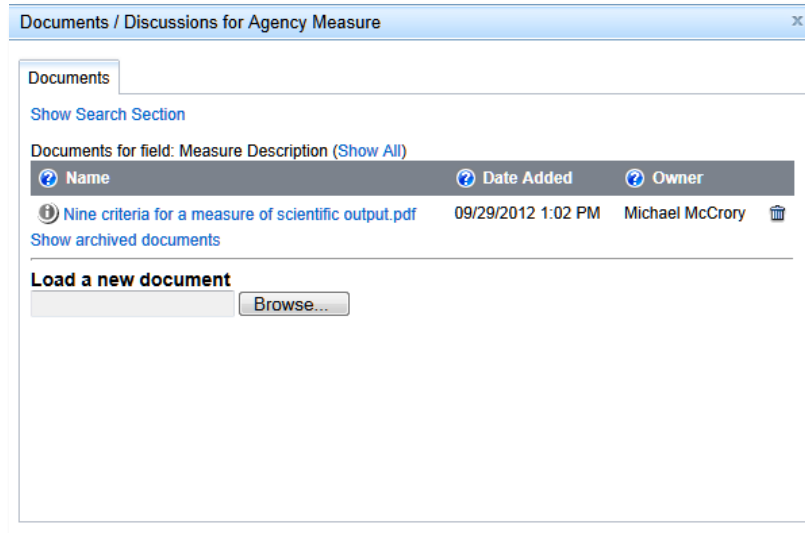 Documents / Discussions for Agency Measure x
Documents
Show Search Section
Documents for field: Measure Description (Show All)
? Name ? Date Added ? Owner
i Nine criteria for a measure of scientific output.pdf 09/29/2012 1:02 PM Michael McCrory
Show archived documents
Load a new document
Browse...